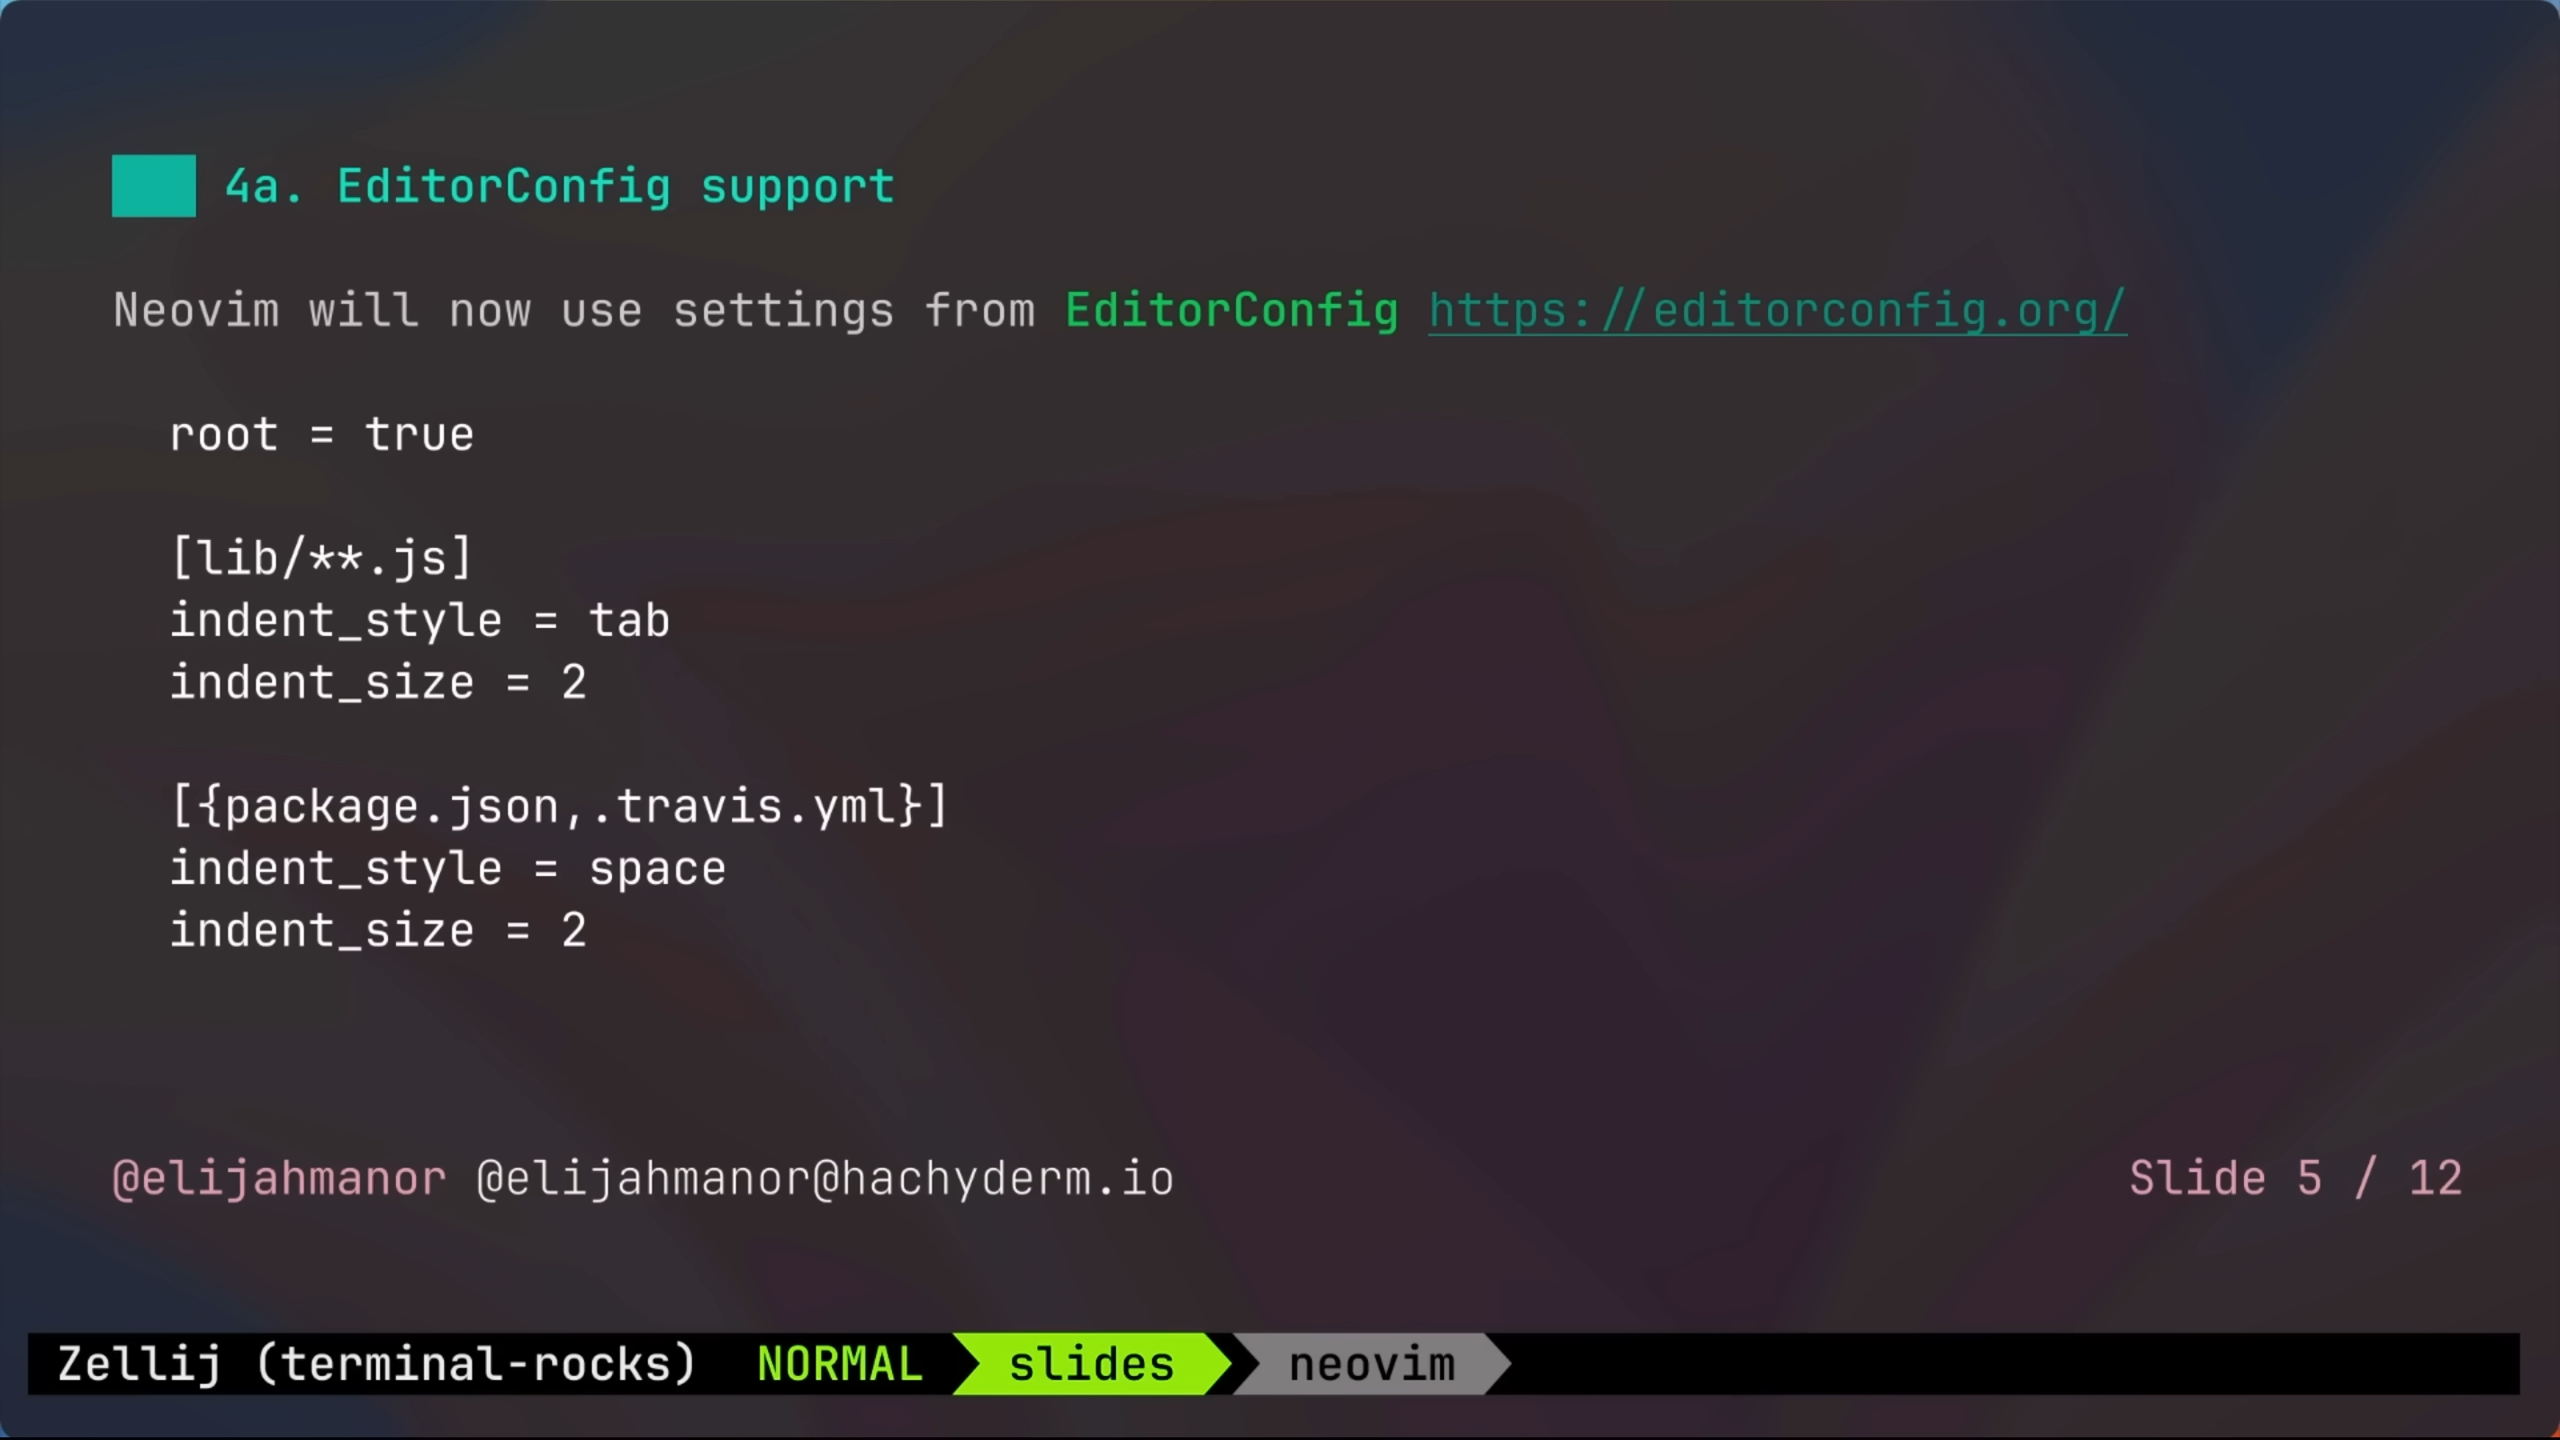 4a. EditorConfig support
Neovim will now use settings from EditorConfig https://editorconfig.org/
root = true
[lib/**.js]
indent_style = tab
indent_size = 2
[{package.json,.travis.yml}]
indent_style = space
indent_size = 2
@elijahmanor @elijahmanor@hachyderm.io Slide 5 / 12
Zellij (terminal-rocks) NORMAL slides neovim